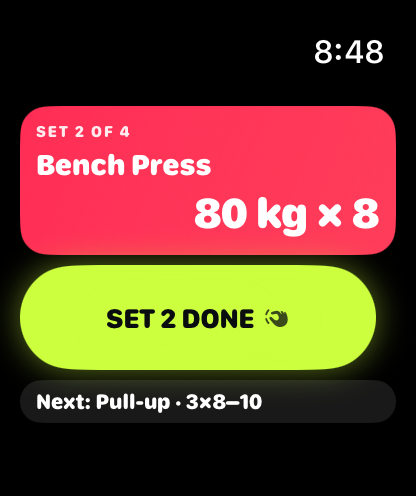 8:48
SET 2 OF 4
Bench Press
80 kg × 8
SET 2 DONE
Next: Pull-up · 3×8–10